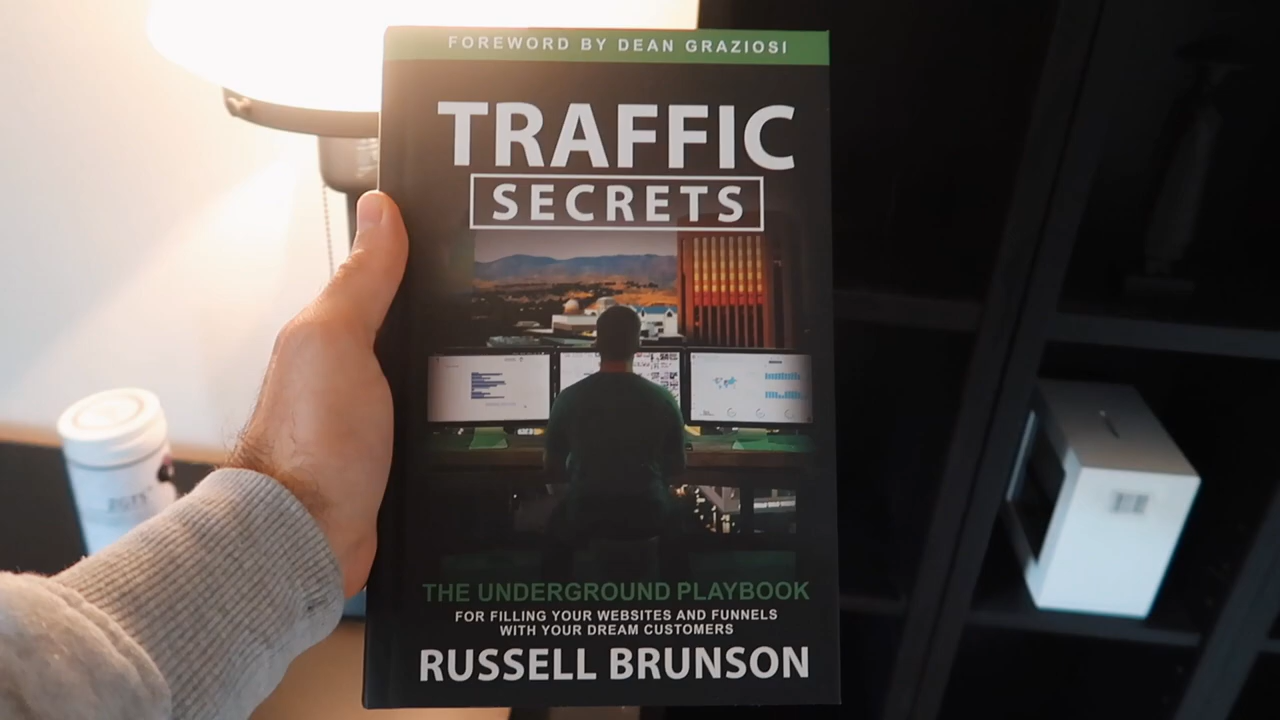 FOREWORD BY DEAN GRAZIOSI
TRAFFIC
SECRETS
THE UNDERGROUND PLAYBOOK
FOR FILLING YOUR WEBSITES AND FUNNELS
WITH YOUR DREAM CUSTOMERS
RUSSELL BRUNSON